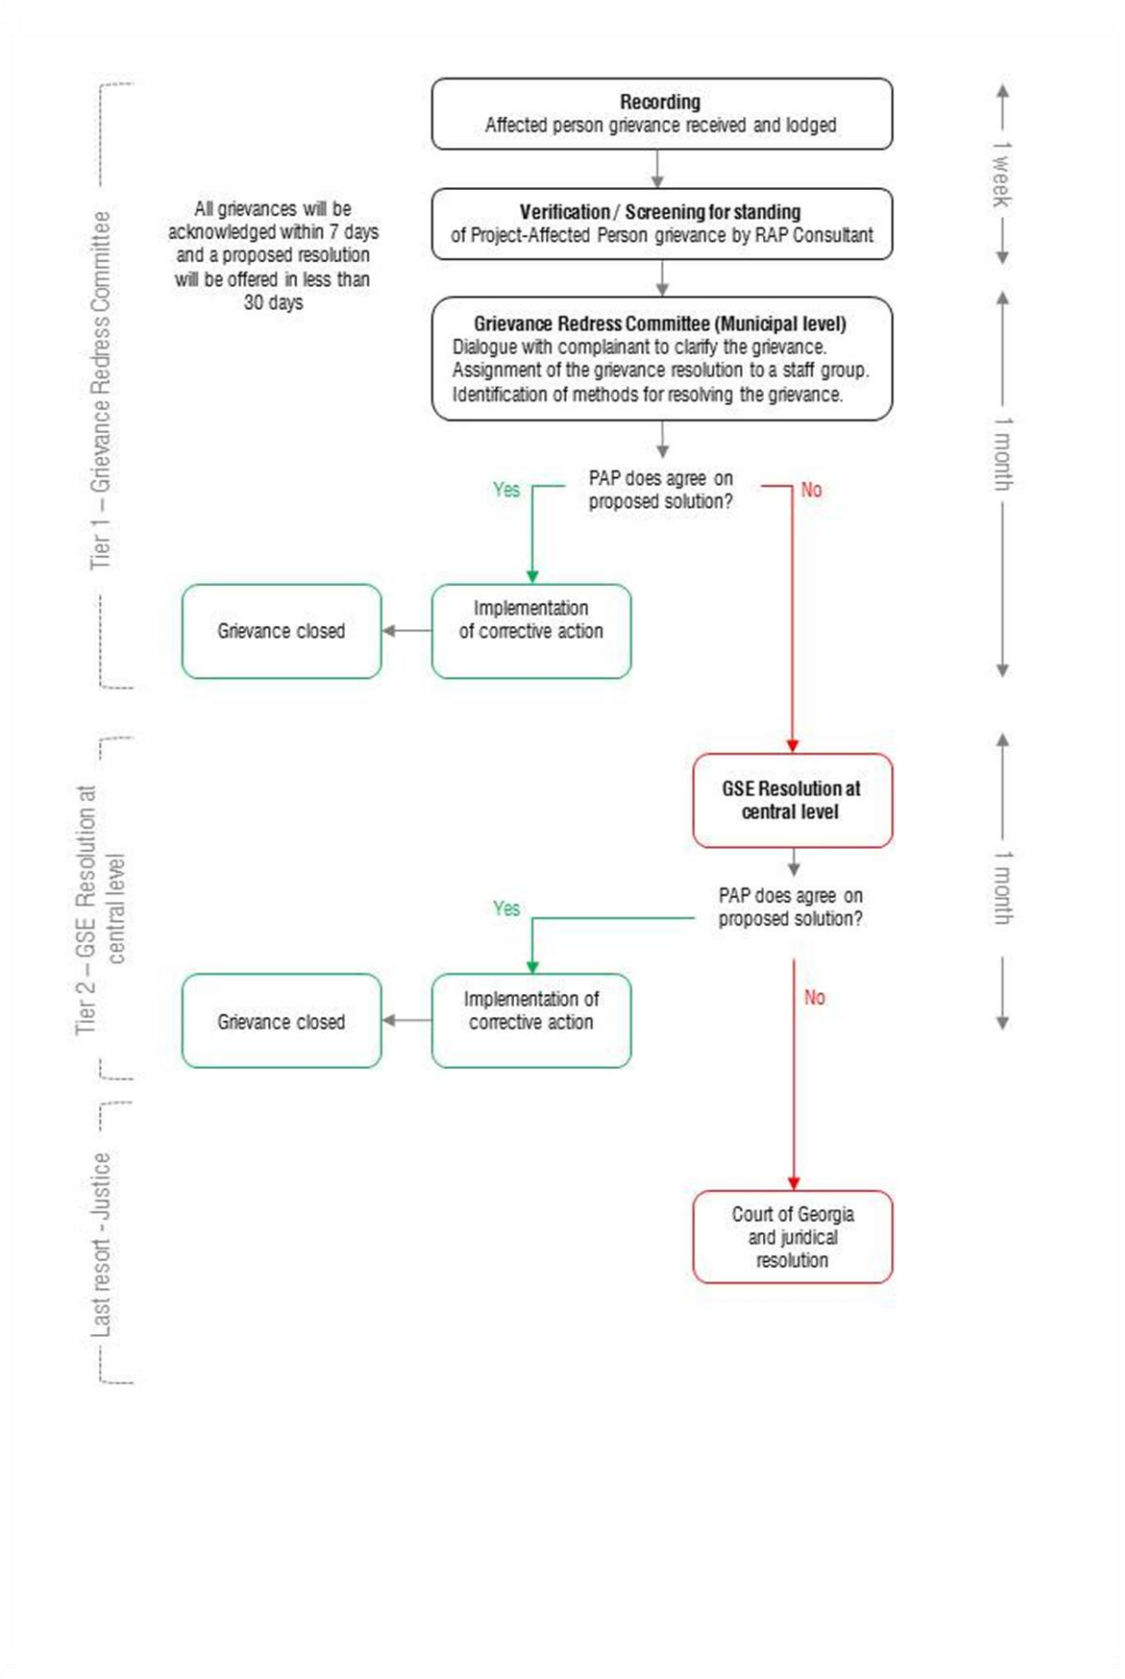 Recording
Affected person grievance received and lodged
1 week
Verification / Screening for standing
of Project-Affected Person grievance by RAP Consultant
All grievances will be
acknowledged within 7 days
and a proposed resolution
will be offered in less than
30 days
Tier 1 – Grievance Redress Committee
Grievance Redress Committee (Municipal level)
Dialogue with complainant to clarify the grievance.
Assignment of the grievance resolution to a staff group.
Identification of methods for resolving the grievance.
1 month
PAP does agree on
proposed solution?
Yes
No
Implementation
of corrective action
Grievance closed
Tier 2 – GSE Resolution at
central level
GSE Resolution at
central level
1 month
PAP does agree on
proposed solution?
Yes
No
Implementation of
corrective action
Grievance closed
Last resort - Justice
Court of Georgia
and juridical
resolution